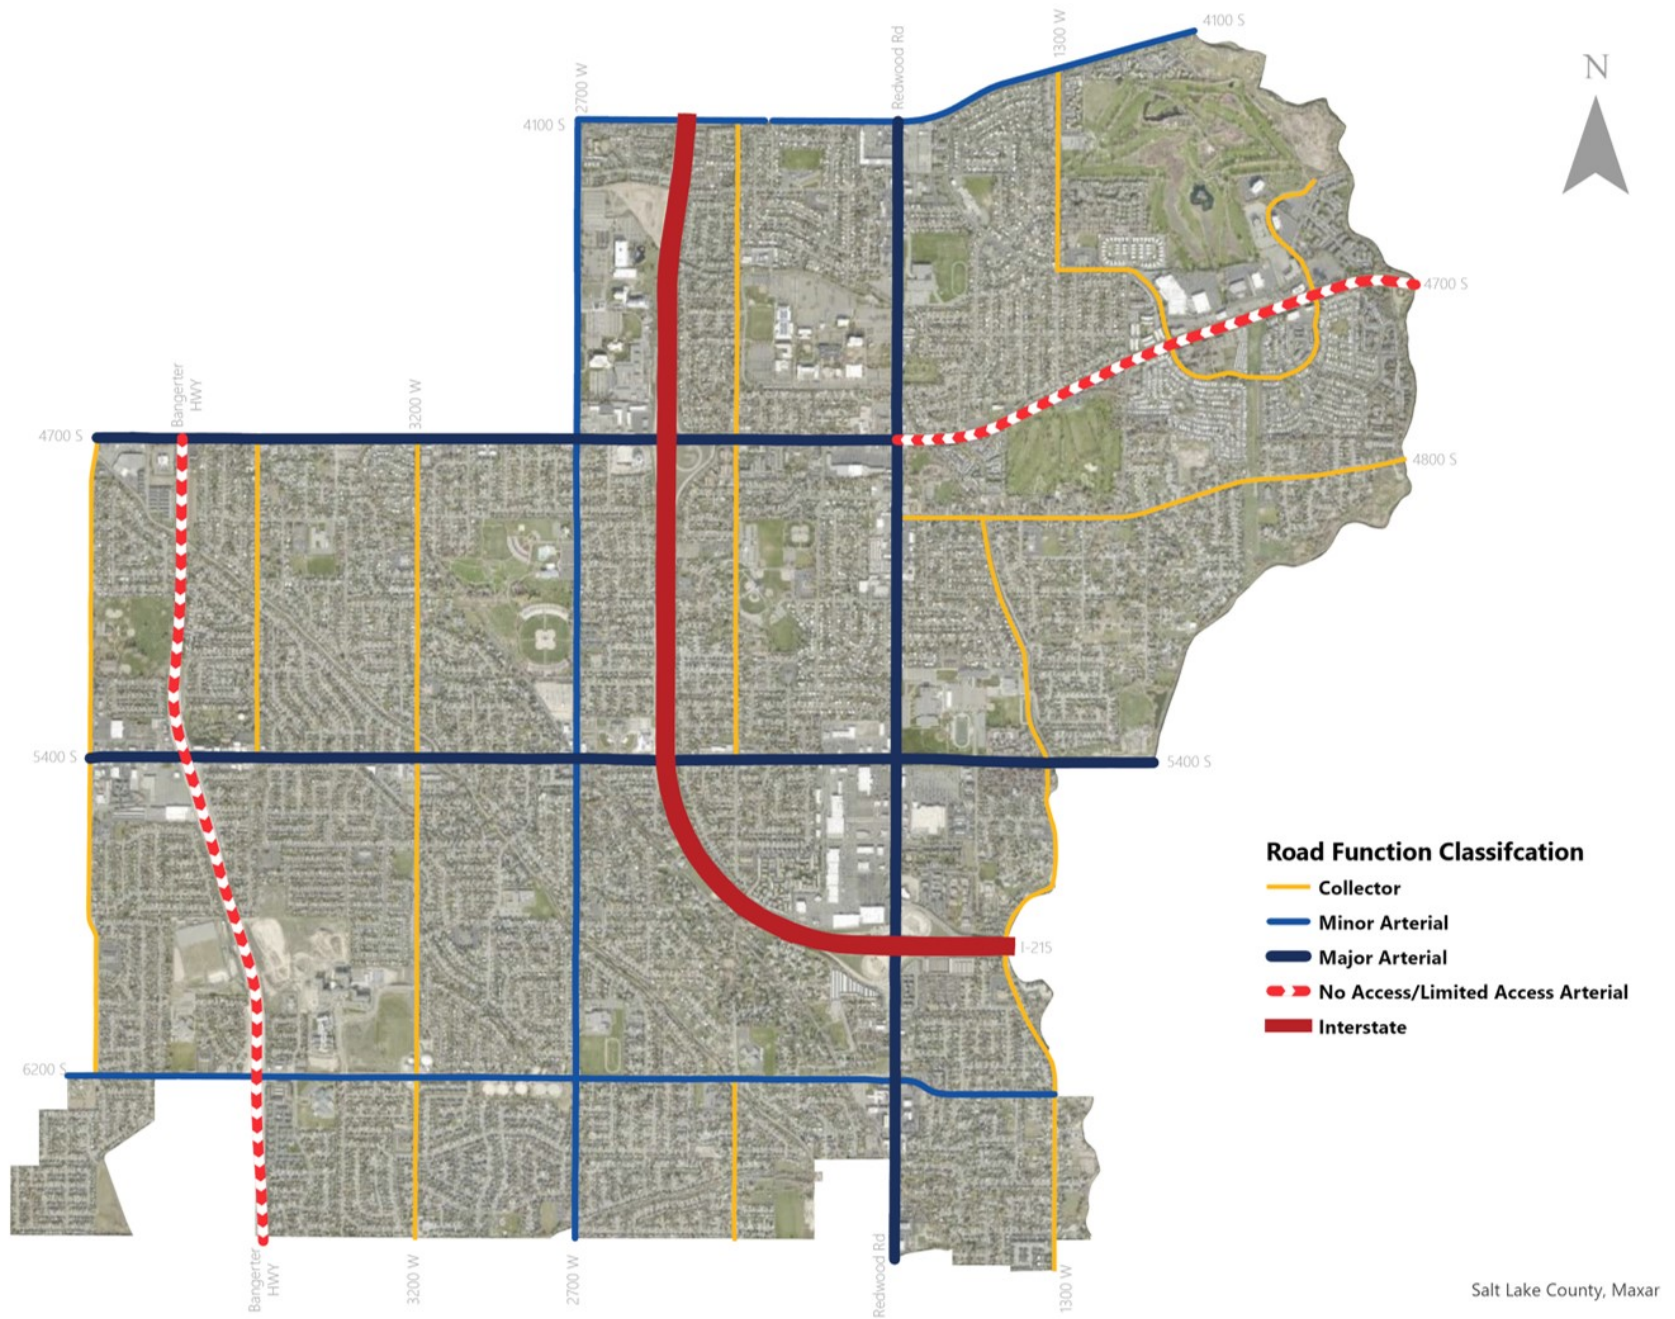 4100 S
1300 W
Redwood Rd
N
2700 W
4100 S
4700 S
Bangerter
HWY
3200 W
4700 S
4800 S
5400 S
5400 S
Road Function Classifcation
Collector
Minor Arterial
Major Arterial
No Access/Limited Access Arterial
Interstate
I-215
6200 S
Bangerter
HWY
3200 W
2700 W
Redwood Rd
1300 W
Salt Lake County, Maxar